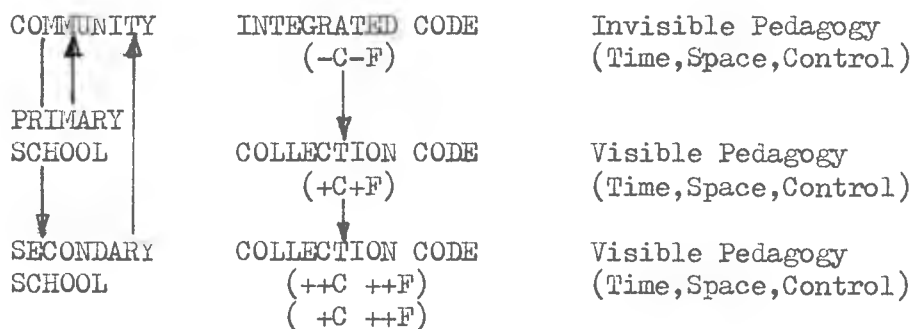 COMMUNITY INTEGRATED CODE Invisible Pedagogy
(-C-F) (Time,Space,Control)
PRIMARY
SCHOOL COLLECTION CODE Visible Pedagogy
(+C+F) (Time,Space,Control)
SECONDARY COLLECTION CODE Visible Pedagogy
SCHOOL (++C ++F) (Time,Space,Control)
( +C ++F)